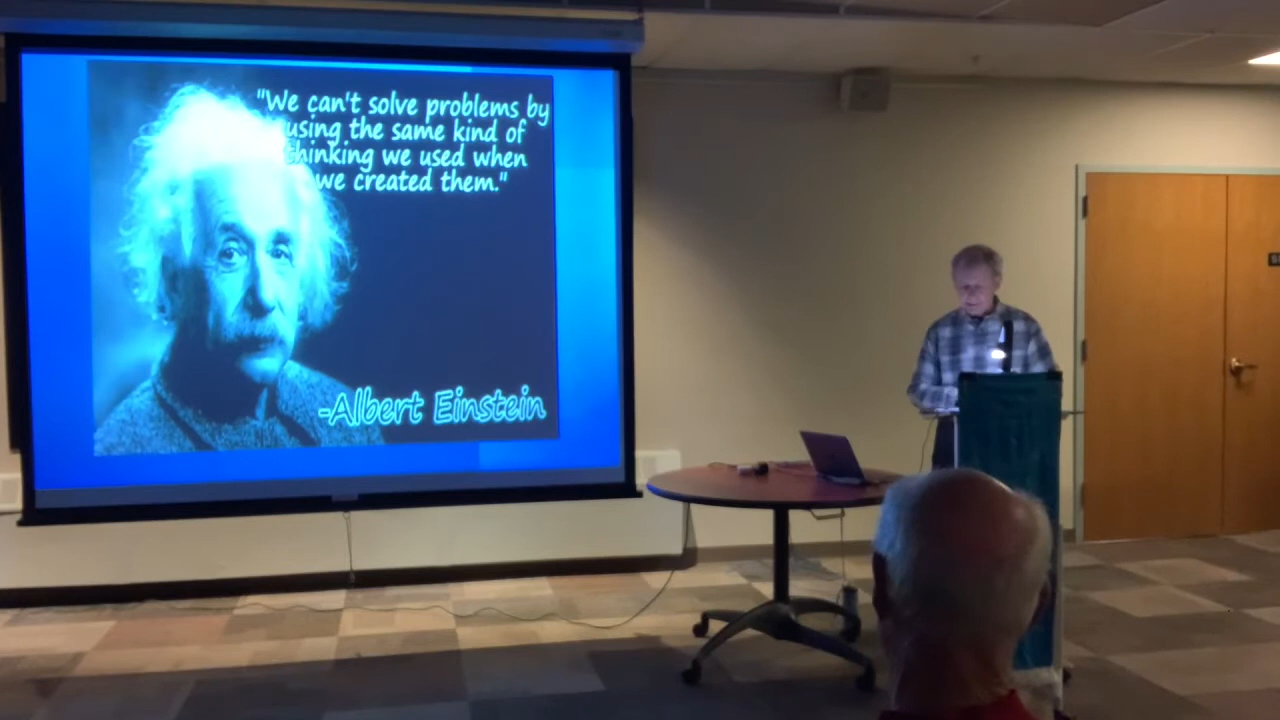 "We can't solve problems by
using the same kind of
thinking we used when
we created them."
-Albert Einstein